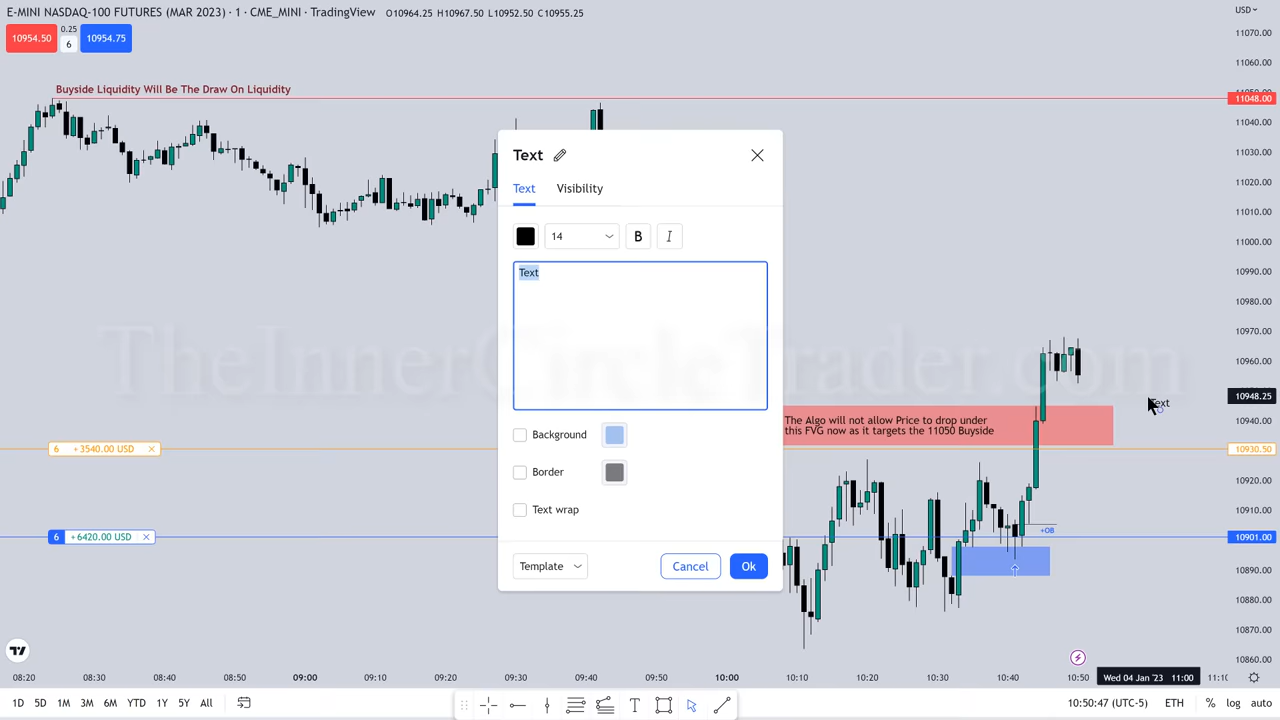 E-MINI NASDAQ-100 FUTURES (MAR 2023) · 1 · CME_MINI · TradingView O10964.25 H10967.50 L10952.50 C10955.25
USD
10954.50
0.25
6
10954.75
11070.00
11060.00
Buyside Liquidity Will Be The Draw On Liquidity
11050.00
11048.00
11040.00
11030.00
11020.00
11010.00
11000.00
10990.00
10980.00
10970.00
10960.00
10948.25
10940.00
10930.50
10920.00
10910.00
10901.00
10890.00
10880.00
10870.00
10860.00
Text
Text Visibility
14 B I
Text
Background
Border
Text wrap
Template Cancel Ok
TheInnerCircleTrader.com
Text
The Algo will not allow Price to drop under
this FVG now as it targets the 11050 Buyside
6 +3540.00 USD
6 +6420.00 USD
+OB
08:20 08:30 08:40 08:50 09:00 09:10 09:20 09:30 09:40 09:50 10:00 10:10 10:20 10:30 10:40 10:50 Wed 04 Jan '23 11:00 11:10
1D 5D 1M 3M 6M YTD 1Y 5Y All
T
10:50:47 (UTC-5) ETH % log auto